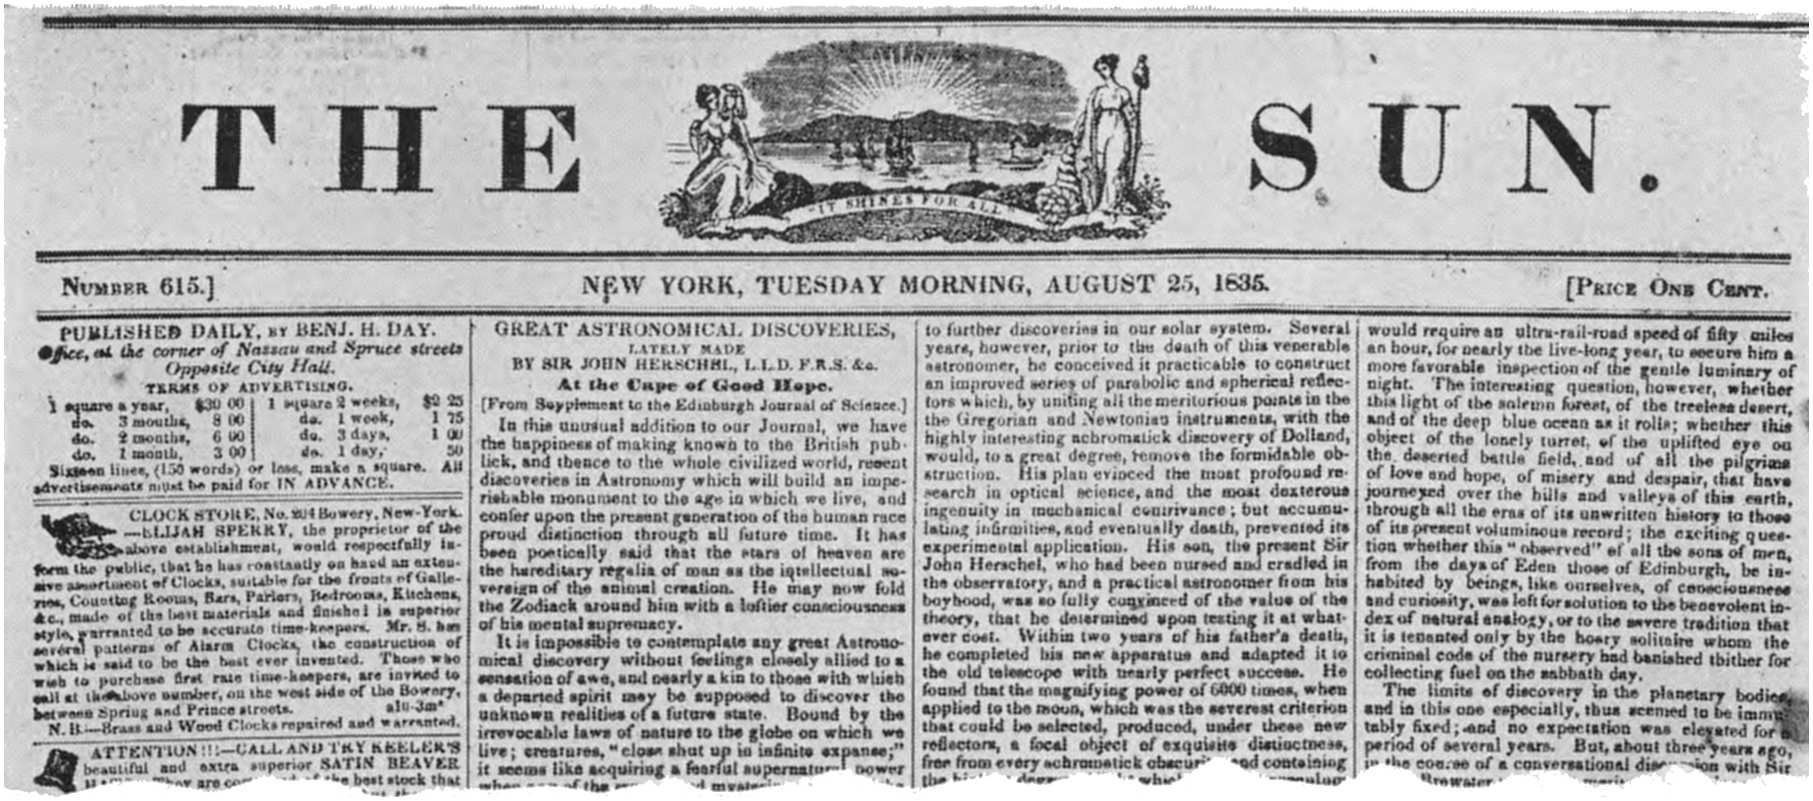 THE SUN.
"IT SHINES FOR ALL"
NUMBER 615.] NEW YORK, TUESDAY MORNING, AUGUST 25, 1835. [PRICE ONE CENT.
PUBLISHED DAILY, BY BENJ. H. DAY.
Office, at the corner of Nassau and Spruce streets
Opposite City Hall.
TERMS OF ADVERTISING.
1 square a year, $30 00 | 1 square 2 weeks, $2 25
do. 3 mouths, 8 00 | do. 1 week, 1 75
do. 2 months, 6 00 | do. 3 days, 1 00
do. 1 month, 3 00 | do. 1 day, 50
Sixteen lines, (150 words) or less, make a square. All
advertisements must be paid for IN ADVANCE.
CLOCK STORE, No. 204 Bowery, New-York.
—ELIJAH SPERRY, the proprietor of the
above establishment, would respectfully in-
form the public, that he has constantly on hand an exten-
sive assortment of Clocks, suitable for the fronts of Galle-
ries, Counting Rooms, Bars, Parlors, Bedrooms, Kitchens,
&c., made of the best materials and finished in superior
style, warranted to be accurate time-keepers. Mr. S. has
several patterns of Alarm Clocks, the construction of
which is said to be the best ever invented. Those who
wish to purchase first rate time-keepers, are invited to
call at the above number, on the west side of the Bowery,
between Spring and Prince streets. a1u-3m*
N. B.—Brass and Wood Clocks repaired and warranted.
ATTENTION!!!—CALL AND TRY KEELER'S
beautiful and extra superior SATIN BEAVER
They are of the best stock that
GREAT ASTRONOMICAL DISCOVERIES,
LATELY MADE
BY SIR JOHN HERSCHEL, L.L.D. F.R.S. &c.
At the Cape of Good Hope.
[From Supplement to the Edinburgh Journal of Science.]
In this unusual addition to our Journal, we have
the happiness of making known to the British pub-
lick, and thence to the whole civilized world, recent
discoveries in Astronomy which will build an impe-
rishable monument to the age in which we live, and
confer upon the present generation of the human race
proud distinction through all future time. It has
been poetically said that the stars of heaven are
the hereditary regalia of man as the intellectual so-
vereign of the animal creation. He may now fold
the Zodiack around him with a loftier consciousness
of his mental supremacy.
It is impossible to contemplate any great Astrono-
mical discovery without feelings closely allied to a
sensation of awe, and nearly a kin to those with which
a departed spirit may be supposed to discover the
unknown realities of a future state. Bound by the
irrevocable laws of nature to the globe on which we
live; creatures, "close shut up in infinite expanse;"
it seems like acquiring a fearful supernatural power
to further discoveries in our solar system. Several
years, however, prior to the death of this venerable
astronomer, he conceived it practicable to construct
an improved series of parabolic and spherical reflec-
tors which, by uniting all the meritorious points in the
the Gregorian and Newtonian instruments, with the
highly interesting achromatick discovery of Dolland,
would, to a great degree, remove the formidable ob-
struction. His plan evinced the most profound re-
search in optical science, and the most dexterous
ingenuity in mechanical contrivance; but accumu-
lating infirmities, and eventually death, prevented its
experimental application. His son, the present Sir
John Herschel, who had been nursed and cradled in
the observatory, and a practical astronomer from his
boyhood, was so fully convinced of the value of the
theory, that he determined upon testing it at what-
ever cost. Within two years of his father's death,
he completed his new apparatus and adapted it to
the old telescope with nearly perfect success. He
found that the magnifying power of 6000 times, when
applied to the moon, which was the severest criterion
that could be selected, produced, under these new
reflectors, a focal object of exquisite distinctness,
free from every achromatick obscurity and containing
the
would require an ultra-rail-road speed of fifty miles
an hour, for nearly the live-long year, to secure him a
more favorable inspection of the gentle luminary of
night. The interesting question, however, whether
this light of the solemn forest, of the treeless desert,
and of the deep blue ocean as it rolls; whether this
object of the lonely turret, of the uplifted eye on
the deserted battle field, and of all the pilgrims
of love and hope, of misery and despair, that have
journeyed over the hills and valleys of this earth,
through all the eras of its unwritten history to those
of its present voluminous record; the exciting ques-
tion whether this "observed" of all the sons of men,
from the days of Eden those of Edinburgh, be in-
habited by beings, like ourselves, of consciousness
and curiosity, was left for solution to the benevolent in-
dex of natural analogy, or to the severe tradition that
it is tenanted only by the hoary solitaire whom the
criminal code of the nursery had banished thither for
collecting fuel on the sabbath day.
The limits of discovery in the planetary bodies,
and in this one especially, thus seemed to be immu-
tably fixed; and no expectation was elevated for a
period of several years. But, about three years ago,
in the course of a conversational discussion with Sir